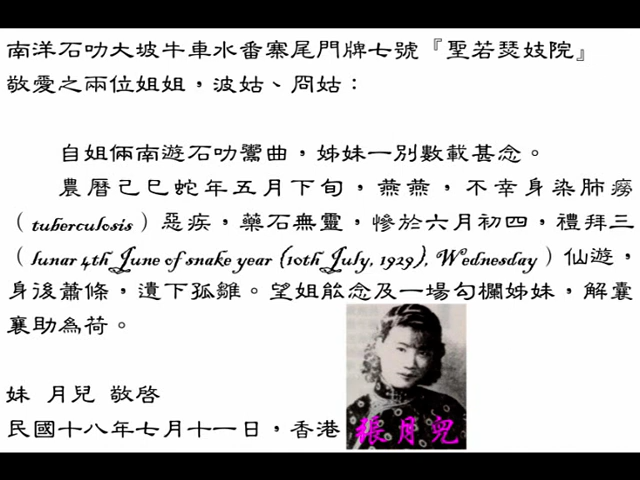 南洋石叻大坡牛車水番寨尾門牌七號『聖若瑟妓院』
敬愛之兩位姐姐，波姑、冏姑：
自姐倆南遊石叻鬻曲，姊妹一別數載甚念。
農曆己巳蛇年五月下旬，燕燕，不幸身染肺癆
（tuberculosis）惡疾，藥石無靈，慘於六月初四，禮拜三
（lunar 4th June of snake year (10th July, 1929), Wednesday）仙遊，
身後蕭條，遺下孤雛。望姐能念及一場勾欄姊妹，解囊
襄助為荷。
妹 月兒 敬啓
民國十八年七月十一日，香港
張月兒